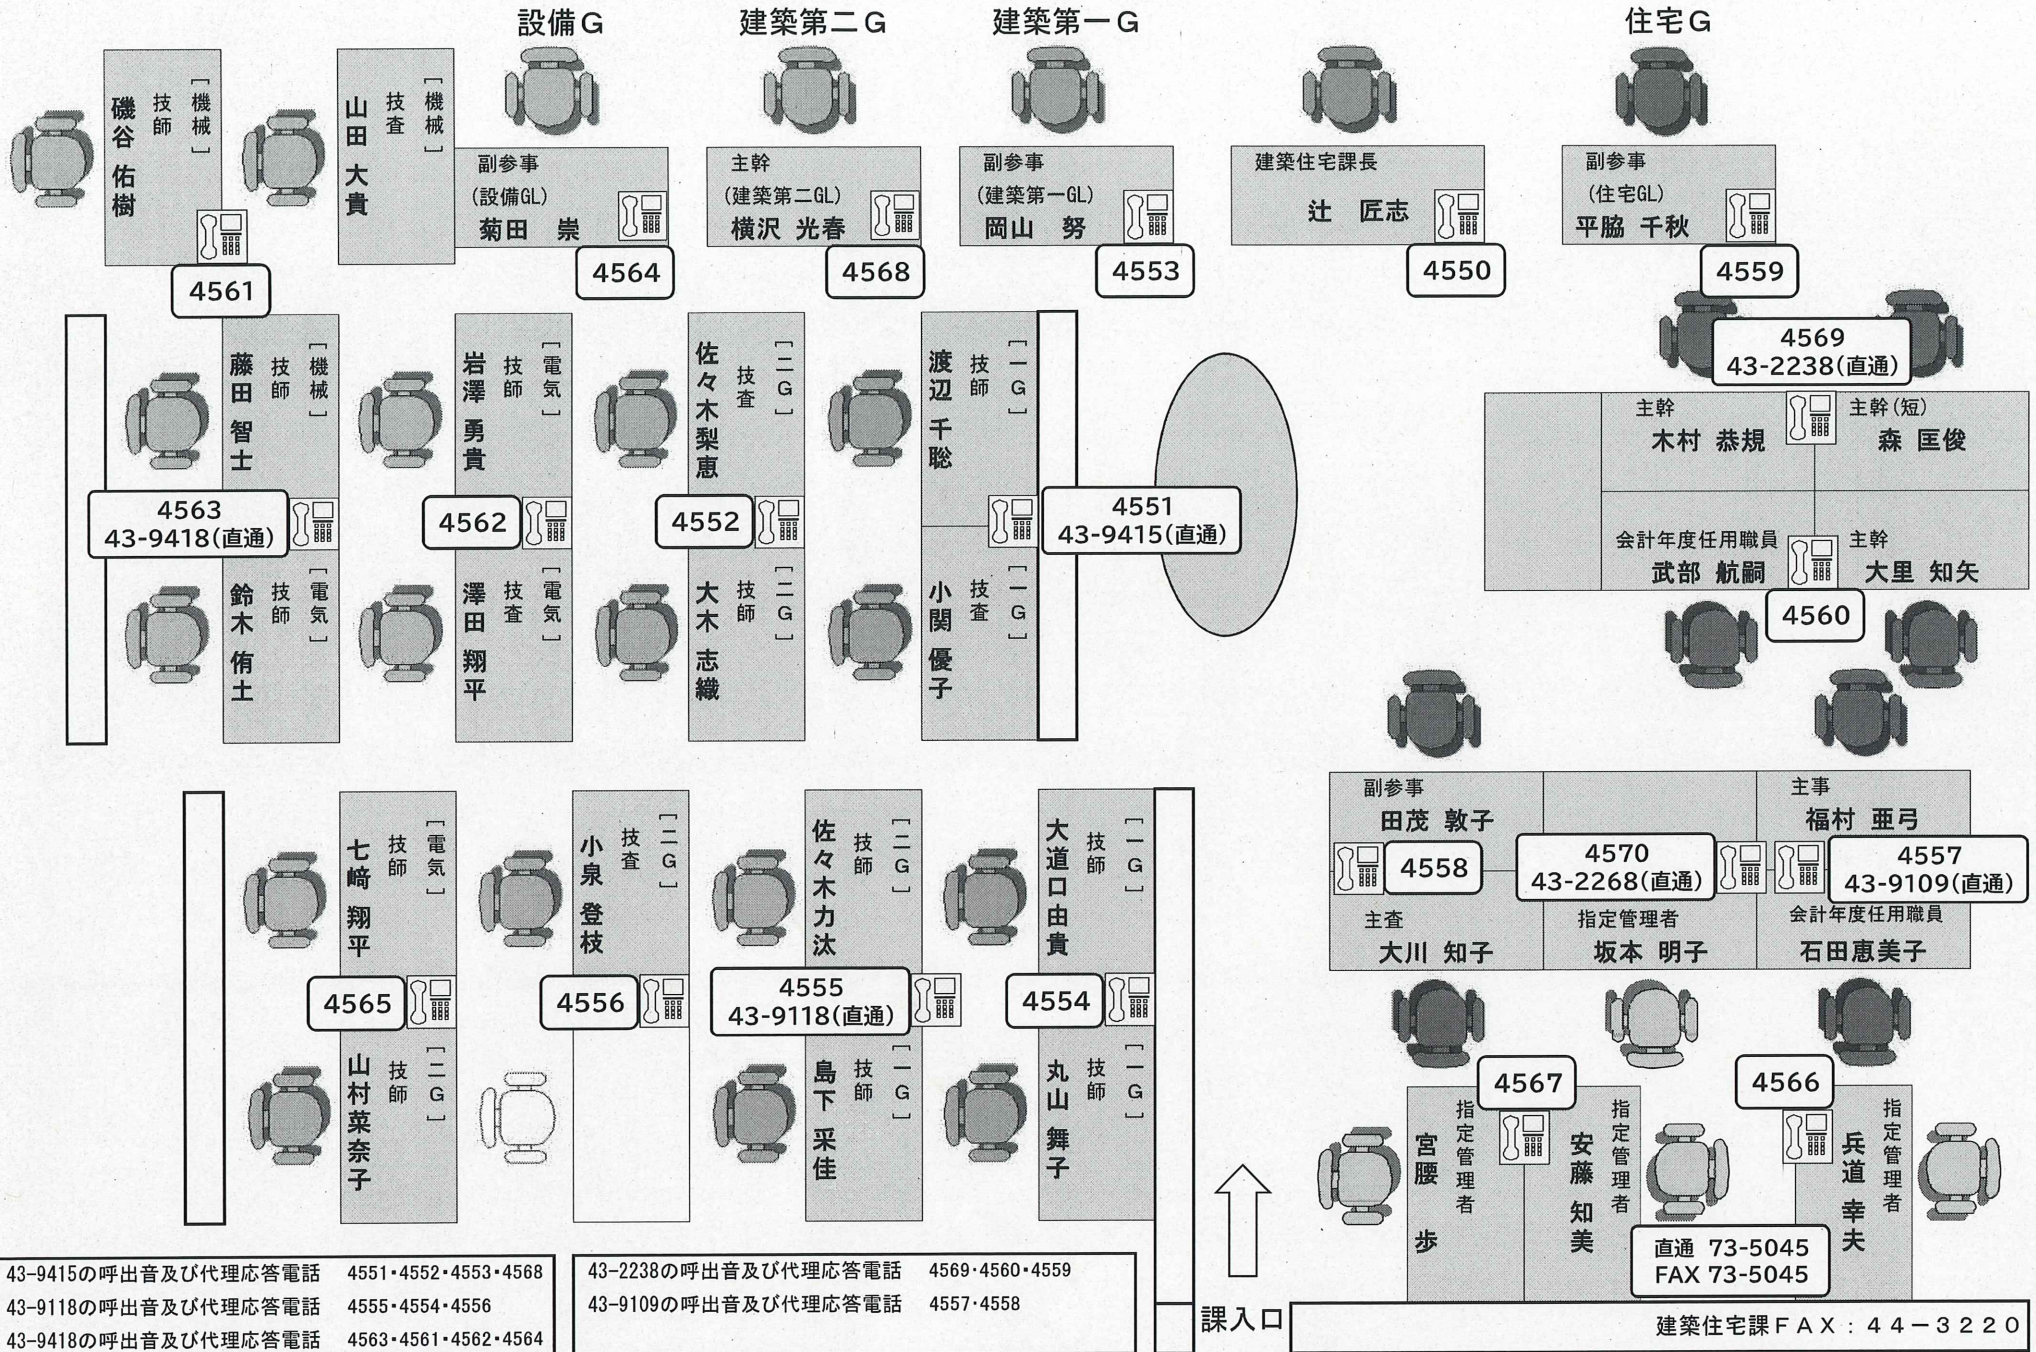 設備G
建築第二G
建築第一G
住宅G
[機械]
技師
磯谷 佑樹
4561
[機械]
技査
山田 大貴
副参事
(設備GL)
菊田 崇
4564
主幹
(建築第二GL)
横沢 光春
4568
副参事
(建築第一GL)
岡山 努
4553
建築住宅課長
辻 匠志
4550
副参事
(住宅GL)
平脇 千秋
4559
[機械]
技師
藤田 智士
4563
43-9418(直通)
[電気]
技師
鈴木 侑土
[電気]
技師
岩澤 勇貴
4562
[電気]
技査
澤田 翔平
[二G]
技査
佐々木梨恵
4552
[二G]
技師
大木 志織
[一G]
技師
渡辺 千聡
4551
43-9415(直通)
[一G]
技査
小関 優子
4569
43-2238(直通)
主幹
木村 恭規
主幹(短)
森 匡俊
会計年度任用職員
武部 航嗣
主幹
大里 知矢
4560
[電気]
技師
七﨑 翔平
4565
[二G]
技師
山村菜奈子
[二G]
技査
小泉 登枝
4556
[二G]
技師
佐々木力汰
4555
43-9118(直通)
[一G]
技師
島下 采佳
[一G]
技師
大道口由貴
4554
[一G]
技師
丸山 舞子
副参事
田茂 敦子
4558
4570
43-2268(直通)
主事
福村 亜弓
4557
43-9109(直通)
主査
大川 知子
指定管理者
坂本 明子
会計年度任用職員
石田恵美子
4567
4566
指定管理者
宮腰 歩
指定管理者
安藤 知美
指定管理者
兵道 幸夫
直通 73-5045
FAX 73-5045
43-9415の呼出音及び代理応答電話 4551・4552・4553・4568
43-9118の呼出音及び代理応答電話 4555・4554・4556
43-9418の呼出音及び代理応答電話 4563・4561・4562・4564
43-2238の呼出音及び代理応答電話 4569・4560・4559
43-9109の呼出音及び代理応答電話 4557・4558
課入口
建築住宅課ＦＡＸ：４４－３２２０